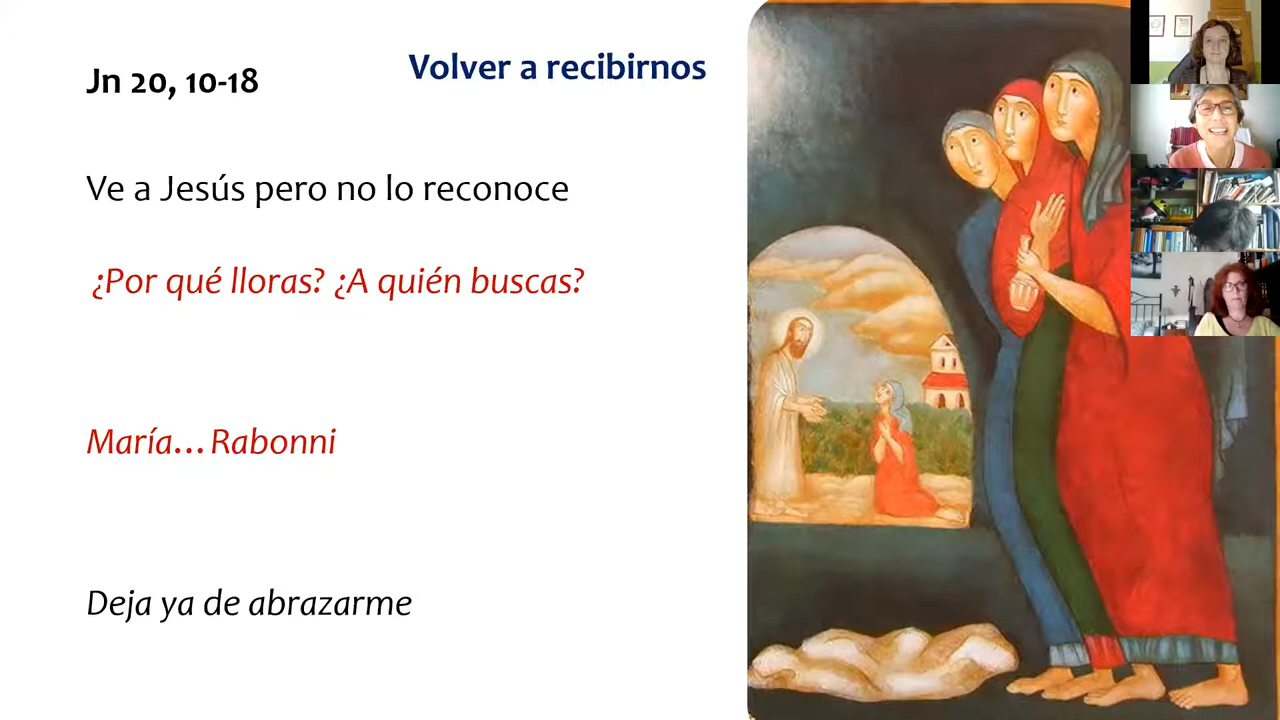 Jn 20, 10-18
Volver a recibirnos
Ve a Jesús pero no lo reconoce
¿Por qué lloras? ¿A quién buscas?
María...Rabonni
Deja ya de abrazarme